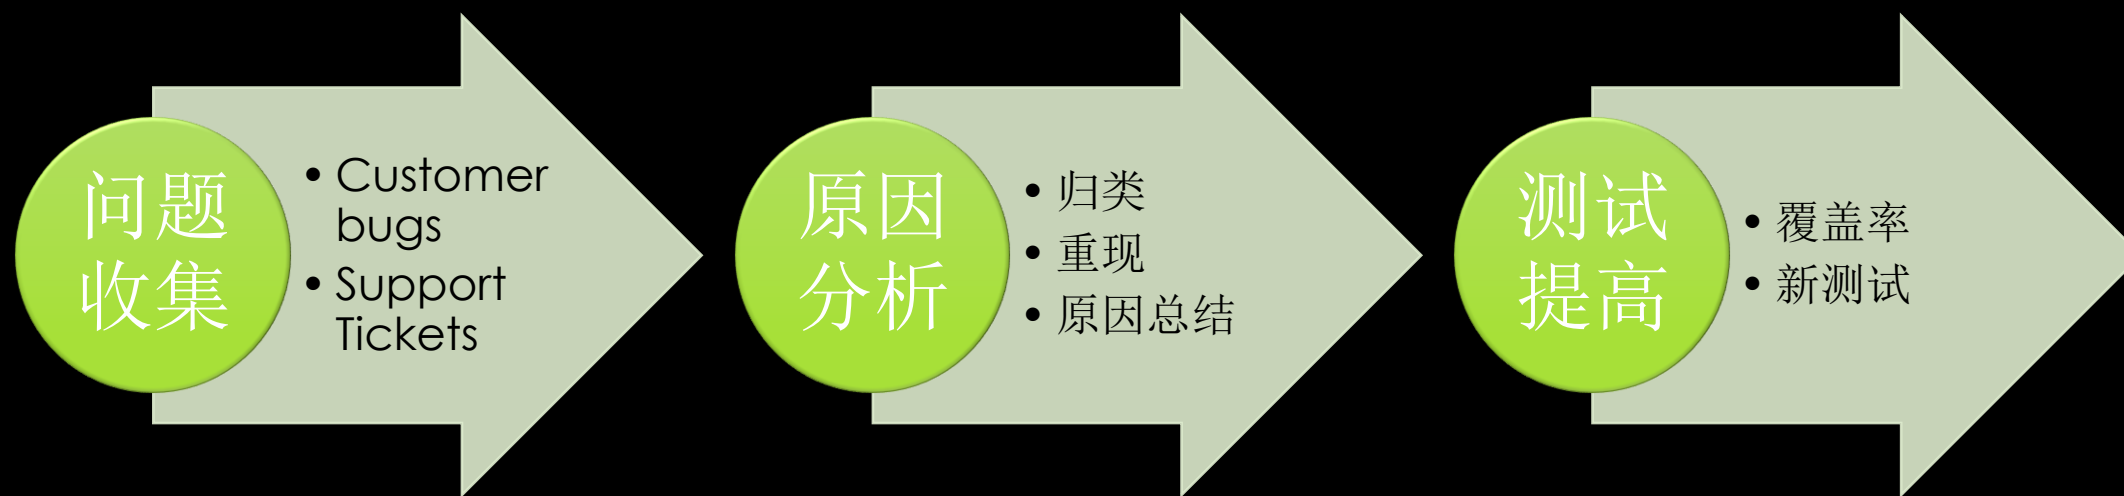 问题
收集
• Customer
bugs
• Support
Tickets
原因
分析
• 归类
• 重现
• 原因总结
测试
提高
• 覆盖率
• 新测试